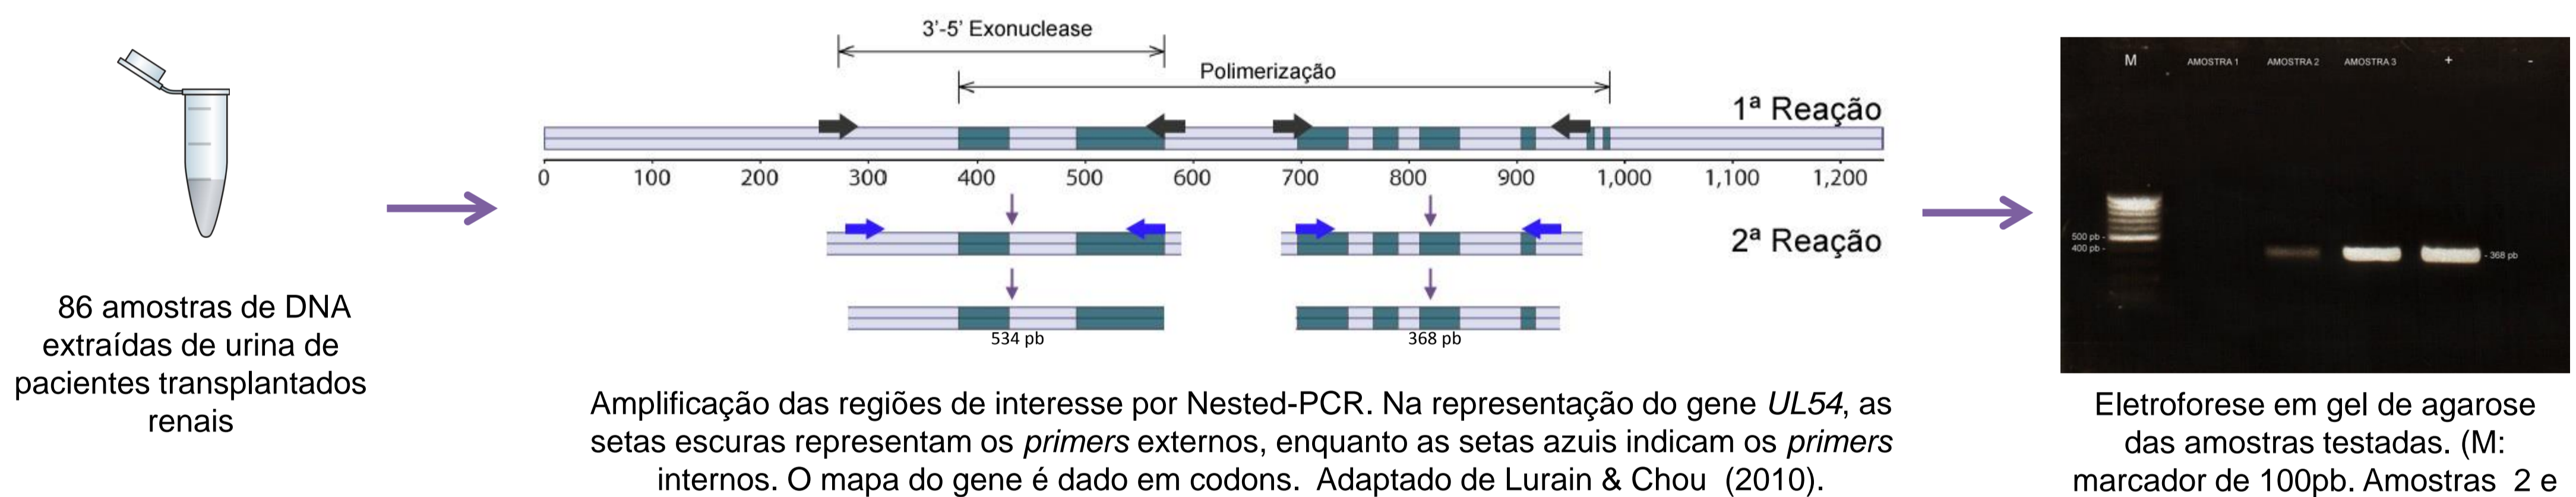 86 amostras de DNA
extraídas de urina de
pacientes transplantados
renais
3'-5' Exonuclease
Polimerização
1ª Reação
0 100 200 300 400 500 600 700 800 900 1,000 1,100 1,200
2ª Reação
534 pb
368 pb
Amplificação das regiões de interesse por Nested-PCR. Na representação do gene UL54, as
setas escuras representam os primers externos, enquanto as setas azuis indicam os primers
internos. O mapa do gene é dado em codons. Adaptado de Lurain & Chou (2010).
M AMOSTRA 1 AMOSTRA 2 AMOSTRA 3 + -
500 pb -
400 pb -
- 368 pb
Eletroforese em gel de agarose
das amostras testadas. (M:
marcador de 100pb. Amostras 2 e